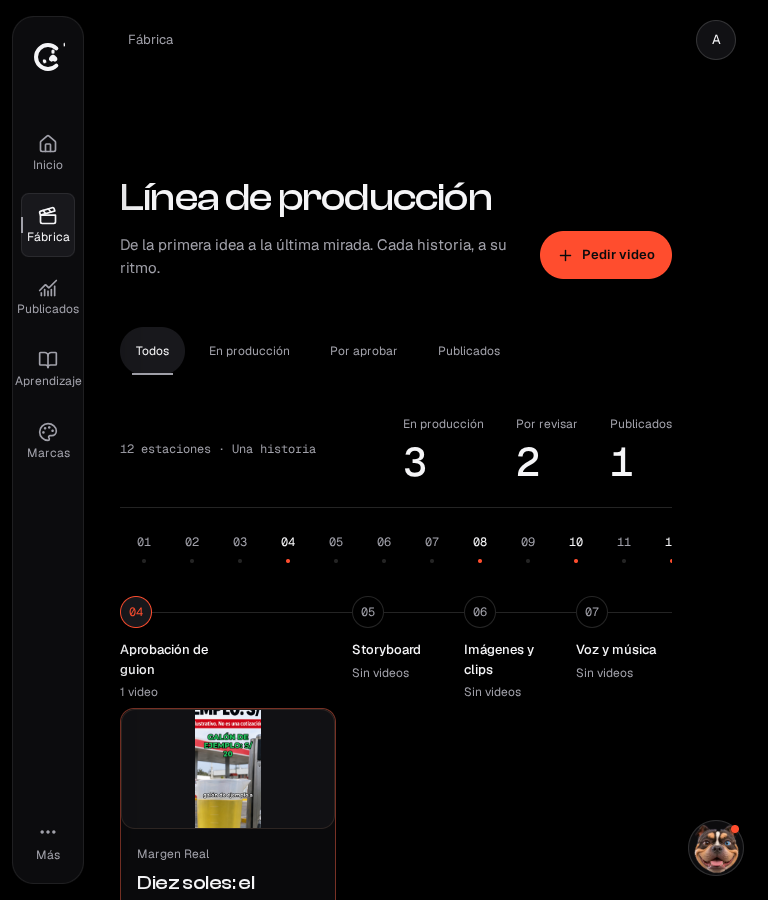 Fábrica
A
Inicio
Fábrica
Publicados
Aprendizaje
Marcas
Más
Línea de producción
De la primera idea a la última mirada. Cada historia, a su
ritmo.
Pedir video
Todos
En producción
Por aprobar
Publicados
12 estaciones · Una historia
En producción
3
Por revisar
2
Publicados
1
01 02 03 04 05 06 07 08 09 10 11
04
Aprobación de
guion
1 video
05
Storyboard
Sin videos
06
Imágenes y
clips
Sin videos
07
Voz y música
Sin videos
GALÓN DE
EJEMPLO: S/
20
galón de ejemplo a
Margen Real
Diez soles: el